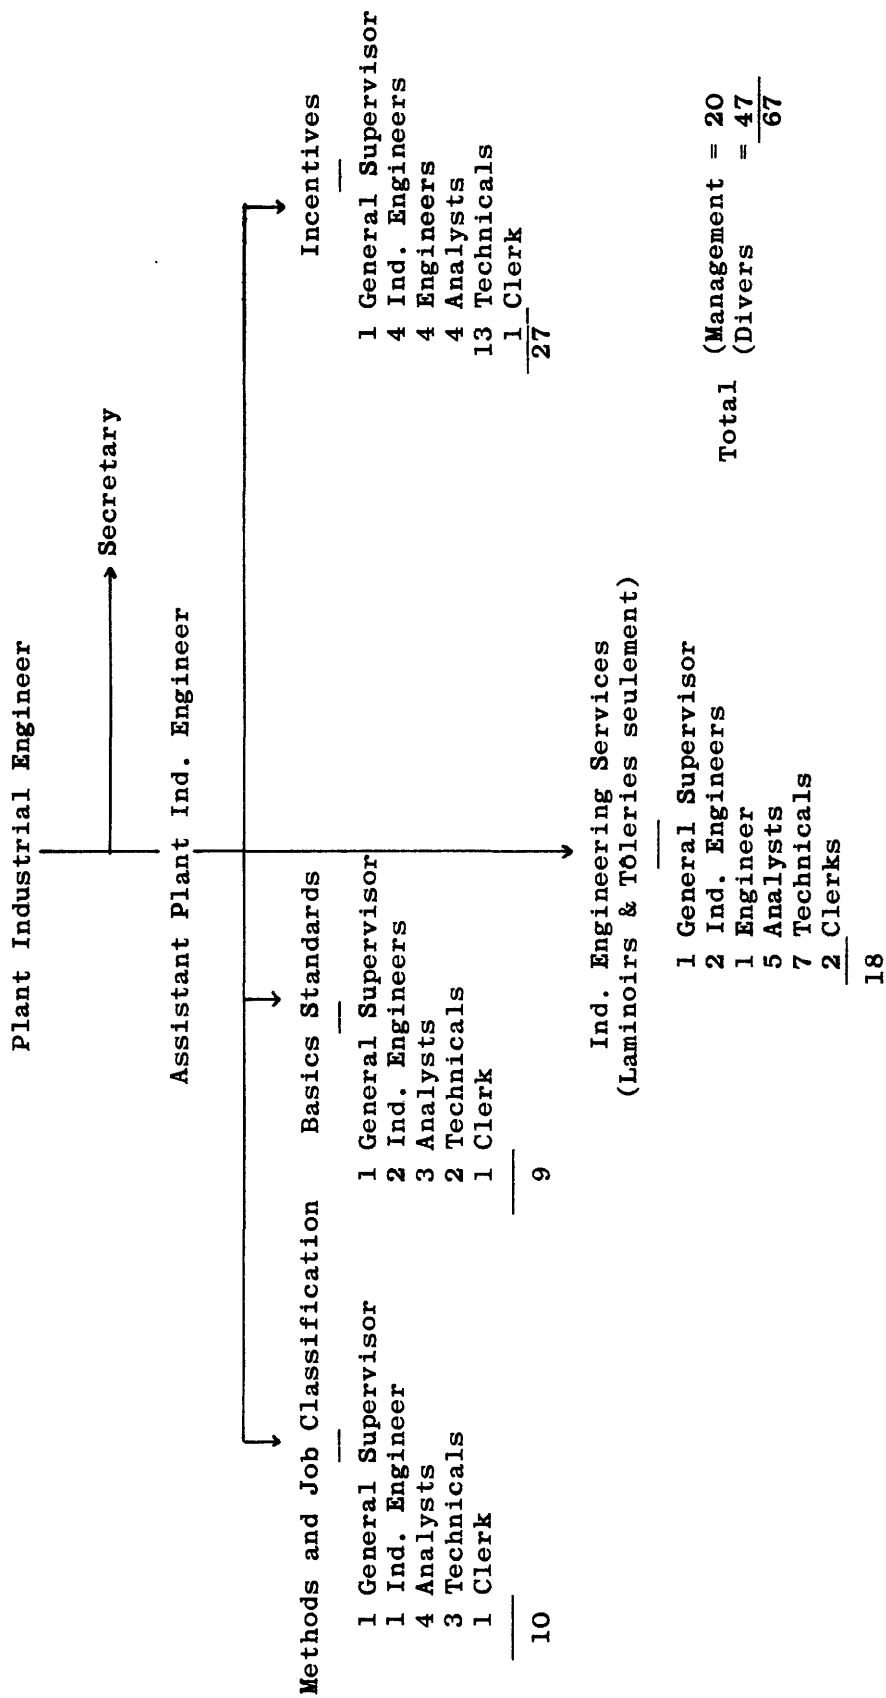 Plant Industrial Engineer
Secretary
Assistant Plant Ind. Engineer
Methods and Job Classification
1 General Supervisor
1 Ind. Engineer
4 Analysts
3 Technicals
1 Clerk
10
Basics Standards
1 General Supervisor
2 Ind. Engineers
3 Analysts
2 Technicals
1 Clerk
9
Incentives
1 General Supervisor
4 Ind. Engineers
4 Engineers
4 Analysts
13 Technicals
1 Clerk
27
Ind. Engineering Services
(Laminoirs & Tôleries seulement)
1 General Supervisor
2 Ind. Engineers
1 Engineer
5 Analysts
7 Technicals
2 Clerks
18
Total (Management = 20
(Divers = 47
67